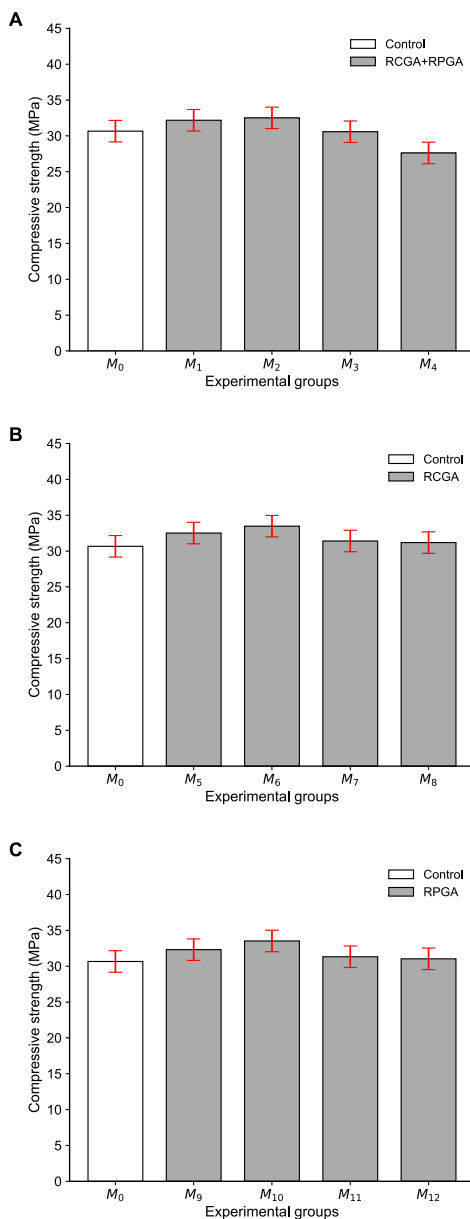 A
45
40
35
30
25
20
15
10
5
0
Compressive strength (MPa)
Control
RCGA+RPGA
M0 M1 M2 M3 M4
Experimental groups
B
45
40
35
30
25
20
15
10
5
0
Compressive strength (MPa)
Control
RCGA
M0 M5 M6 M7 M8
Experimental groups
C
45
40
35
30
25
20
15
10
5
0
Compressive strength (MPa)
Control
RPGA
M0 M9 M10 M11 M12
Experimental groups